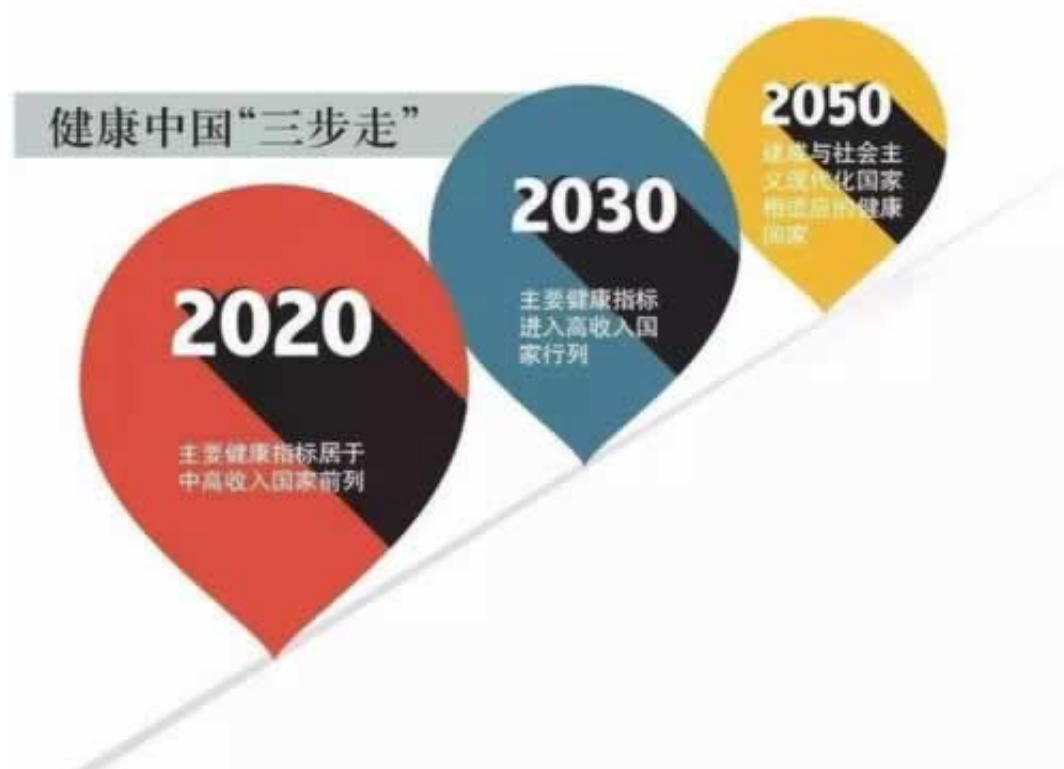 健康中国“三步走”
2020
主要健康指标居于
中高收入国家前列
2030
主要健康指标
进入高收入国
家行列
2050
建成与社会主
义现代化国家
相适应的健康
国家